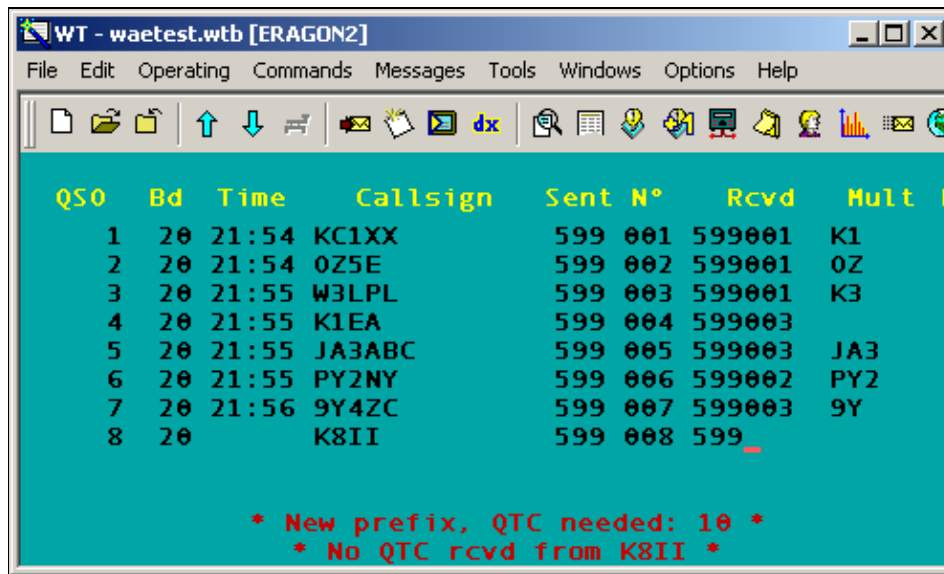 WT - waetest.wtb [ERAGON2]
File Edit Operating Commands Messages Tools Windows Options Help
dx
QSO Bd Time Callsign Sent N° Rcvd Mult
1 20 21:54 KC1XX 599 001 599001 K1
2 20 21:54 OZ5E 599 002 599001 OZ
3 20 21:55 W3LPL 599 003 599001 K3
4 20 21:55 K1EA 599 004 599003
5 20 21:55 JA3ABC 599 005 599003 JA3
6 20 21:55 PY2NY 599 006 599002 PY2
7 20 21:56 9Y4ZC 599 007 599003 9Y
8 20 K8II 599 008 599_
* New prefix, QTC needed: 10 *
* No QTC rcvd from K8II *